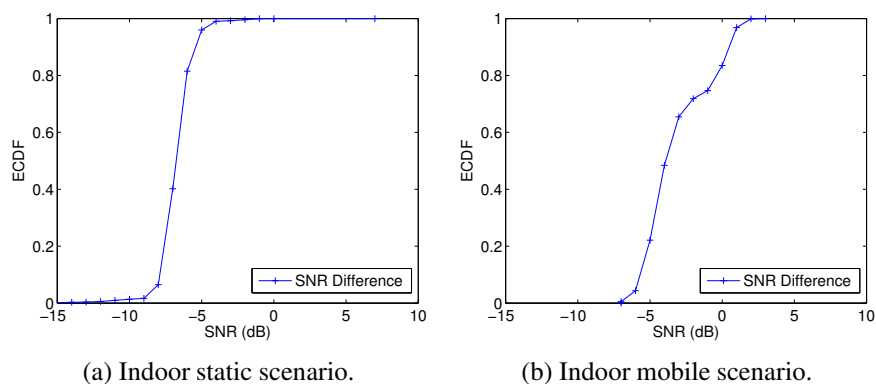 1
0.8
0.6
0.4
0.2
0
ECDF
−15 −10 −5 0 5 10
SNR (dB)
SNR Difference
(a) Indoor static scenario.
1
0.8
0.6
0.4
0.2
0
ECDF
−15 −10 −5 0 5 10
SNR (dB)
SNR Difference
(b) Indoor mobile scenario.